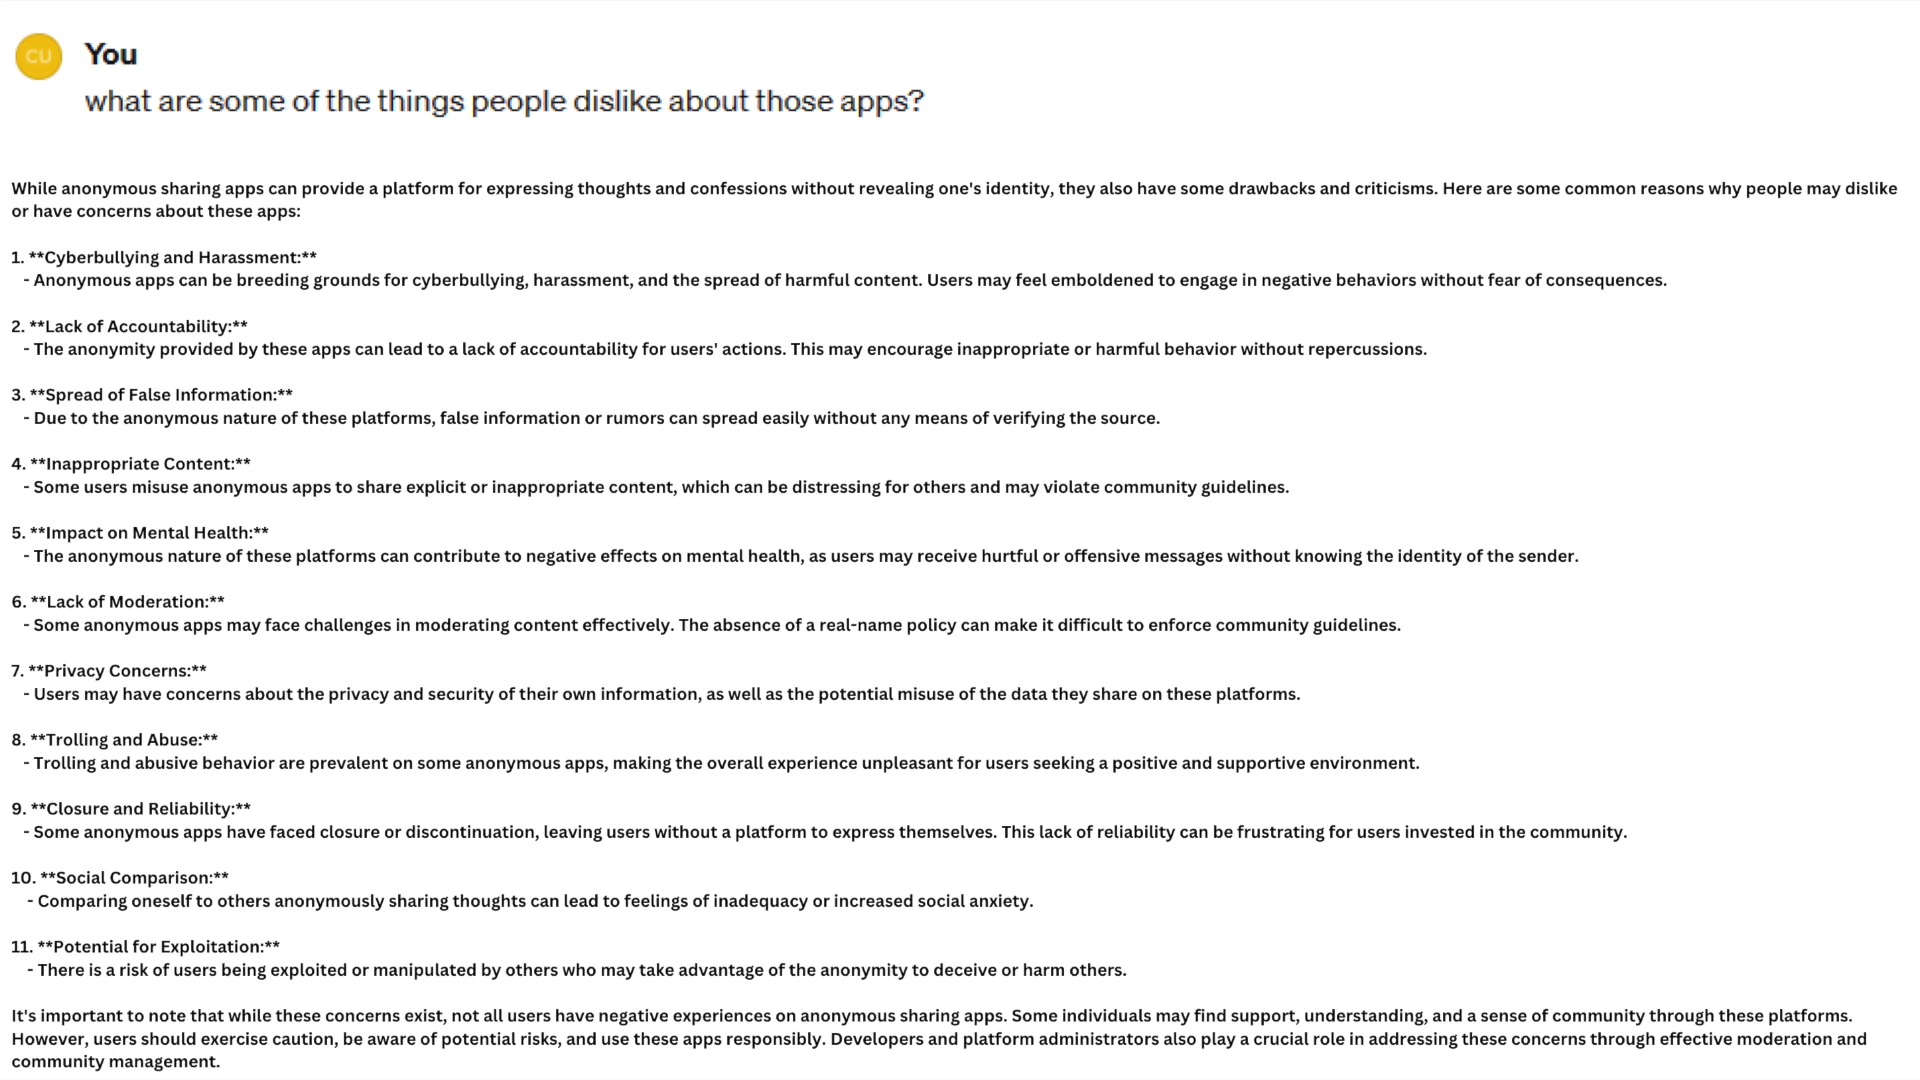 CU
You
what are some of the things people dislike about those apps?
While anonymous sharing apps can provide a platform for expressing thoughts and confessions without revealing one's identity, they also have some drawbacks and criticisms. Here are some common reasons why people may dislike
or have concerns about these apps:
1. **Cyberbullying and Harassment:**
- Anonymous apps can be breeding grounds for cyberbullying, harassment, and the spread of harmful content. Users may feel emboldened to engage in negative behaviors without fear of consequences.
2. **Lack of Accountability:**
- The anonymity provided by these apps can lead to a lack of accountability for users' actions. This may encourage inappropriate or harmful behavior without repercussions.
3. **Spread of False Information:**
- Due to the anonymous nature of these platforms, false information or rumors can spread easily without any means of verifying the source.
4. **Inappropriate Content:**
- Some users misuse anonymous apps to share explicit or inappropriate content, which can be distressing for others and may violate community guidelines.
5. **Impact on Mental Health:**
- The anonymous nature of these platforms can contribute to negative effects on mental health, as users may receive hurtful or offensive messages without knowing the identity of the sender.
6. **Lack of Moderation:**
- Some anonymous apps may face challenges in moderating content effectively. The absence of a real-name policy can make it difficult to enforce community guidelines.
7. **Privacy Concerns:**
- Users may have concerns about the privacy and security of their own information, as well as the potential misuse of the data they share on these platforms.
8. **Trolling and Abuse:**
- Trolling and abusive behavior are prevalent on some anonymous apps, making the overall experience unpleasant for users seeking a positive and supportive environment.
9. **Closure and Reliability:**
- Some anonymous apps have faced closure or discontinuation, leaving users without a platform to express themselves. This lack of reliability can be frustrating for users invested in the community.
10. **Social Comparison:**
- Comparing oneself to others anonymously sharing thoughts can lead to feelings of inadequacy or increased social anxiety.
11. **Potential for Exploitation:**
- There is a risk of users being exploited or manipulated by others who may take advantage of the anonymity to deceive or harm others.
It's important to note that while these concerns exist, not all users have negative experiences on anonymous sharing apps. Some individuals may find support, understanding, and a sense of community through these platforms.
However, users should exercise caution, be aware of potential risks, and use these apps responsibly. Developers and platform administrators also play a crucial role in addressing these concerns through effective moderation and
community management.